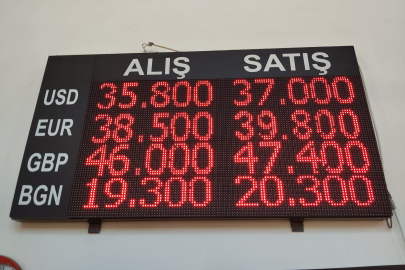 ALIŞ SATIŞ
USD 35.800 37.000
EUR 38.500 39.800
GBP 46.000 47.400
BGN 19.300 20.300